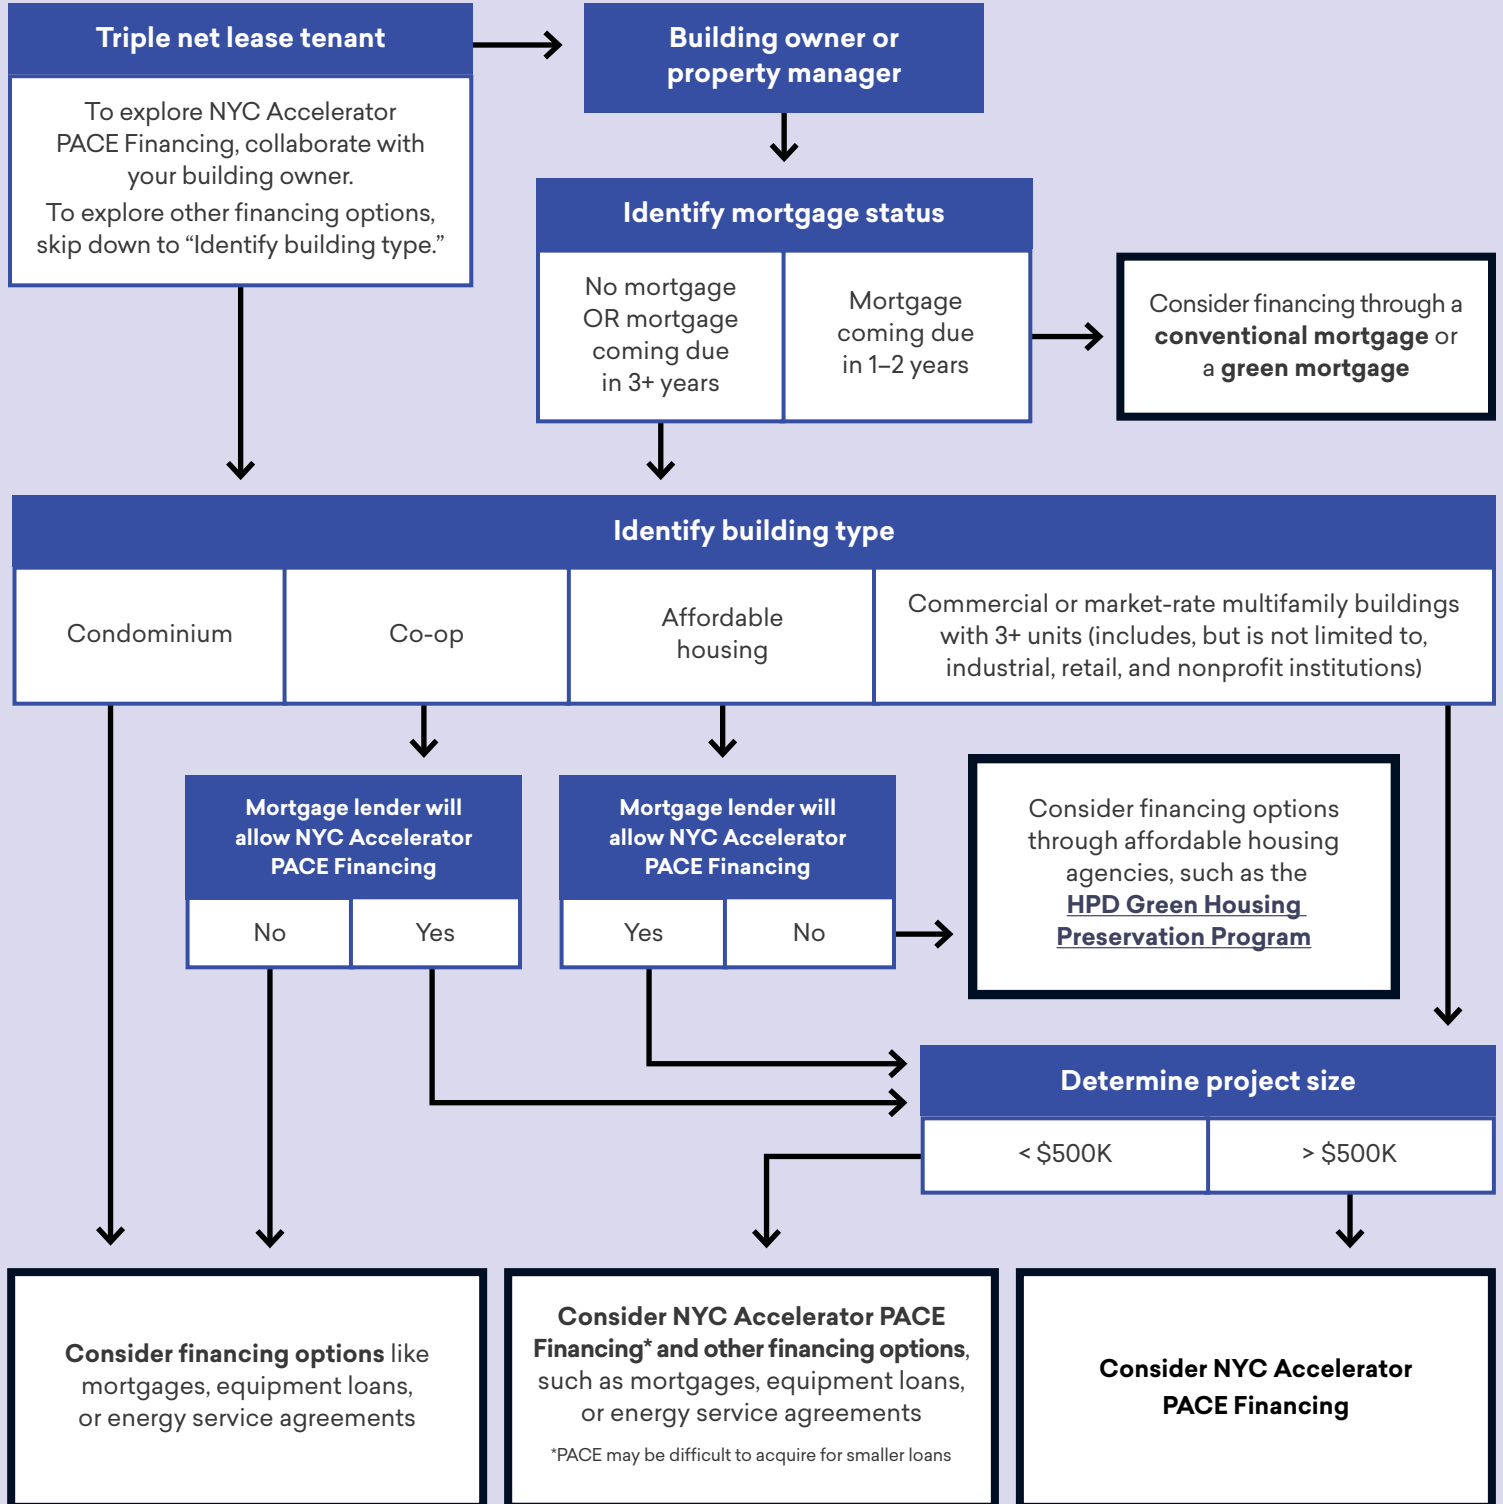 Triple net lease tenant
To explore NYC Accelerator
PACE Financing, collaborate with
your building owner.
To explore other financing options,
skip down to “Identify building type.”
Building owner or
property manager
Identify mortgage status
No mortgage
OR mortgage
coming due
in 3+ years
Mortgage
coming due
in 1–2 years
Consider financing through a
conventional mortgage or
a green mortgage
Identify building type
Condominium
Co-op
Affordable
housing
Commercial or market-rate multifamily buildings
with 3+ units (includes, but is not limited to,
industrial, retail, and nonprofit institutions)
Mortgage lender will
allow NYC Accelerator
PACE Financing
No
Yes
Mortgage lender will
allow NYC Accelerator
PACE Financing
Yes
No
Consider financing options
through affordable housing
agencies, such as the
HPD Green Housing
Preservation Program
Determine project size
< $500K
> $500K
Consider financing options like
mortgages, equipment loans,
or energy service agreements
Consider NYC Accelerator PACE
Financing* and other financing options,
such as mortgages, equipment loans,
or energy service agreements
*PACE may be difficult to acquire for smaller loans
Consider NYC Accelerator
PACE Financing